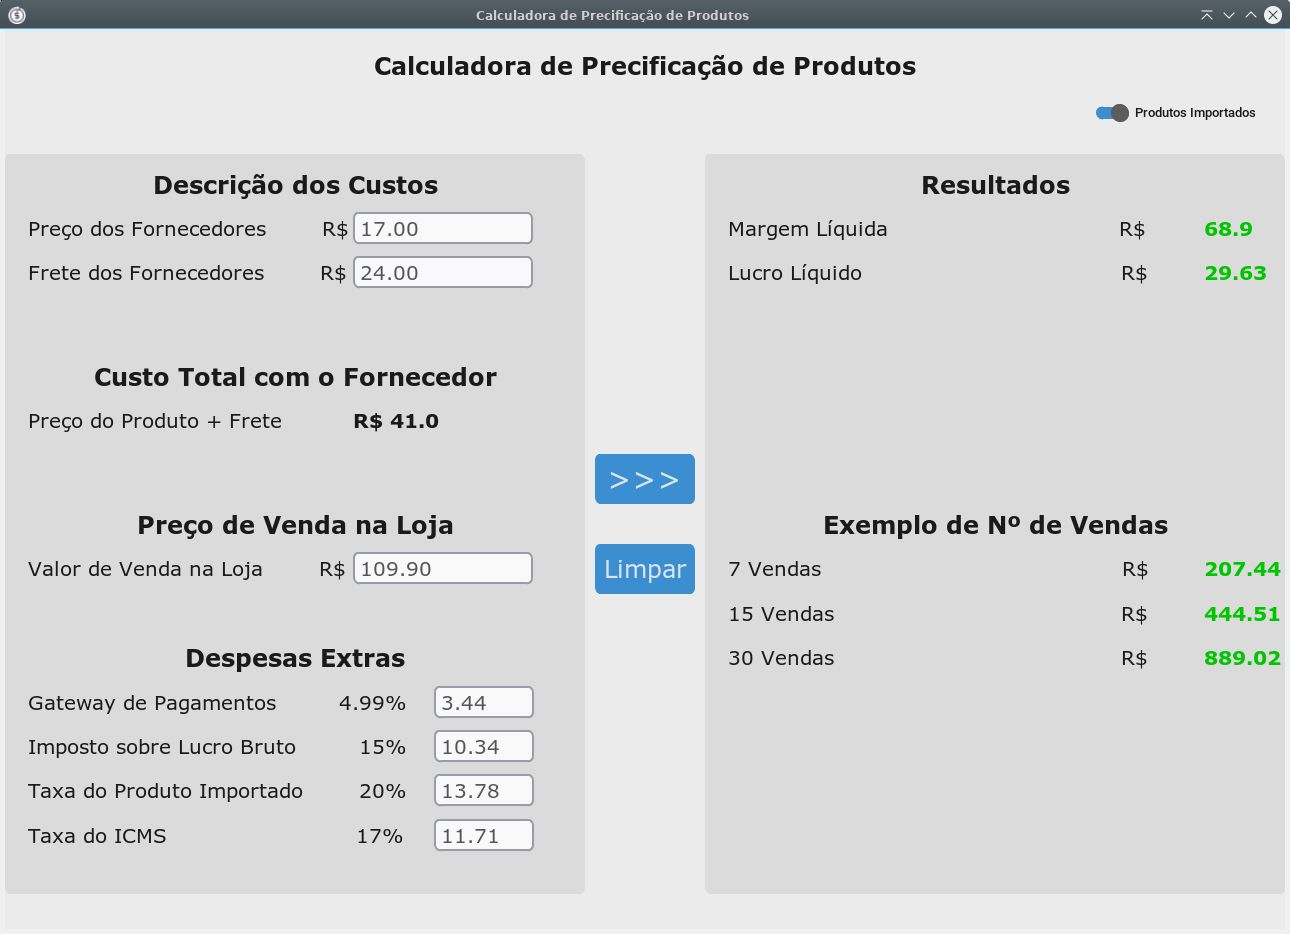 Calculadora de Precificação de Produtos
Calculadora de Precificação de Produtos
Produtos Importados
Descrição dos Custos
Preço dos Fornecedores R$ 17.00
Frete dos Fornecedores R$ 24.00
Custo Total com o Fornecedor
Preço do Produto + Frete R$ 41.0
Preço de Venda na Loja
Valor de Venda na Loja R$ 109.90
Despesas Extras
Gateway de Pagamentos 4.99% 3.44
Imposto sobre Lucro Bruto 15% 10.34
Taxa do Produto Importado 20% 13.78
Taxa do ICMS 17% 11.71
>>>
Limpar
Resultados
Margem Líquida R$ 68.9
Lucro Líquido R$ 29.63
Exemplo de Nº de Vendas
7 Vendas R$ 207.44
15 Vendas R$ 444.51
30 Vendas R$ 889.02